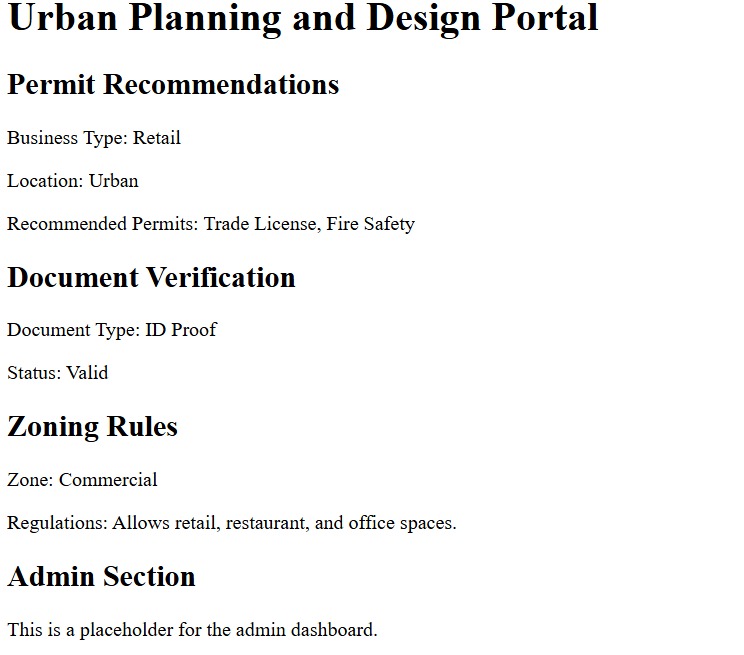 Urban Planning and Design Portal
Permit Recommendations
Business Type: Retail
Location: Urban
Recommended Permits: Trade License, Fire Safety
Document Verification
Document Type: ID Proof
Status: Valid
Zoning Rules
Zone: Commercial
Regulations: Allows retail, restaurant, and office spaces.
Admin Section
This is a placeholder for the admin dashboard.